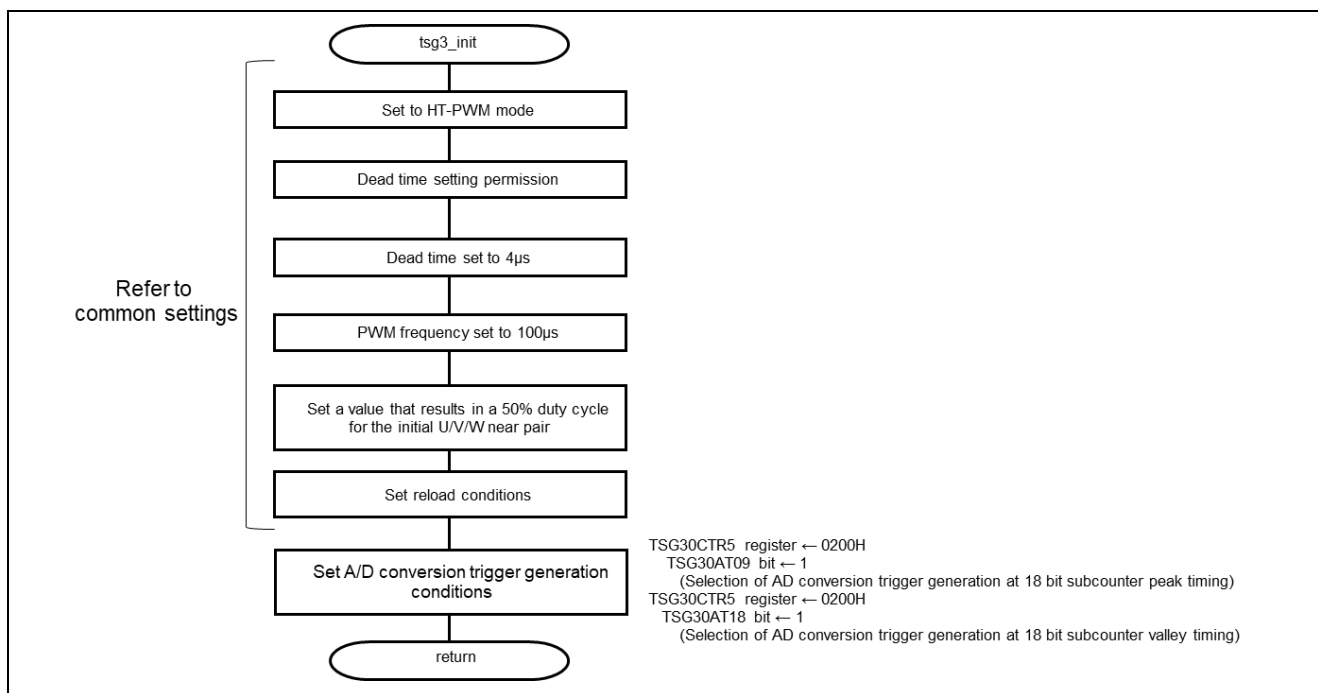 tsg3_init
Set to HT-PWM mode
Dead time setting permission
Dead time set to 4μs
Refer to
common settings
PWM frequency set to 100μs
Set a value that results in a 50% duty cycle
for the initial U/V/W near pair
Set reload conditions
Set A/D conversion trigger generation
conditions
TSG30CTR5 register ← 0200H
TSG30AT09 bit ← 1
(Selection of AD conversion trigger generation at 18 bit subcounter peak timing)
TSG30CTR5 register ← 0200H
TSG30AT18 bit ← 1
(Selection of AD conversion trigger generation at 18 bit subcounter valley timing)
return